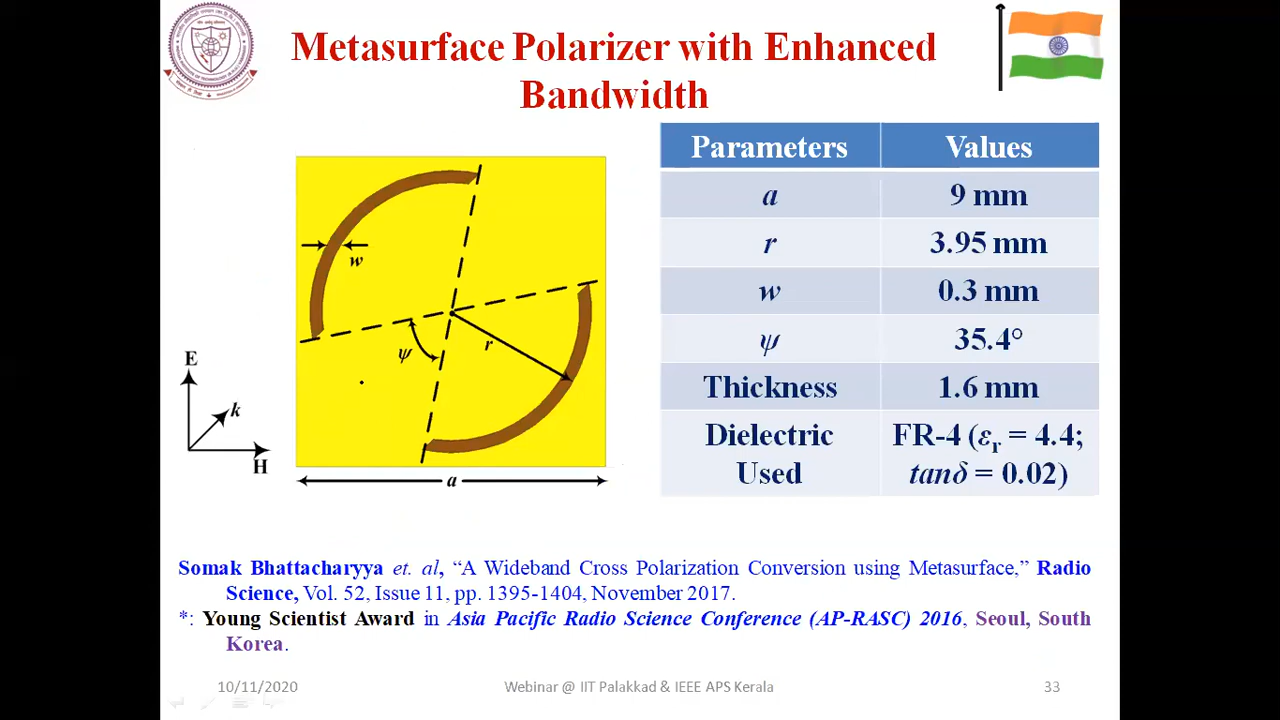 Metasurface Polarizer with Enhanced
Bandwidth
w
ψ
r
E
k
H
a
Parameters Values
a 9 mm
r 3.95 mm
w 0.3 mm
ψ 35.4°
Thickness 1.6 mm
Dielectric Used FR-4 (εr = 4.4;
tanδ = 0.02)
Somak Bhattacharyya et. al, “A Wideband Cross Polarization Conversion using Metasurface,” Radio
Science, Vol. 52, Issue 11, pp. 1395-1404, November 2017.
*: Young Scientist Award in Asia Pacific Radio Science Conference (AP-RASC) 2016, Seoul, South
Korea.
10/11/2020 Webinar @ IIT Palakkad & IEEE APS Kerala 33